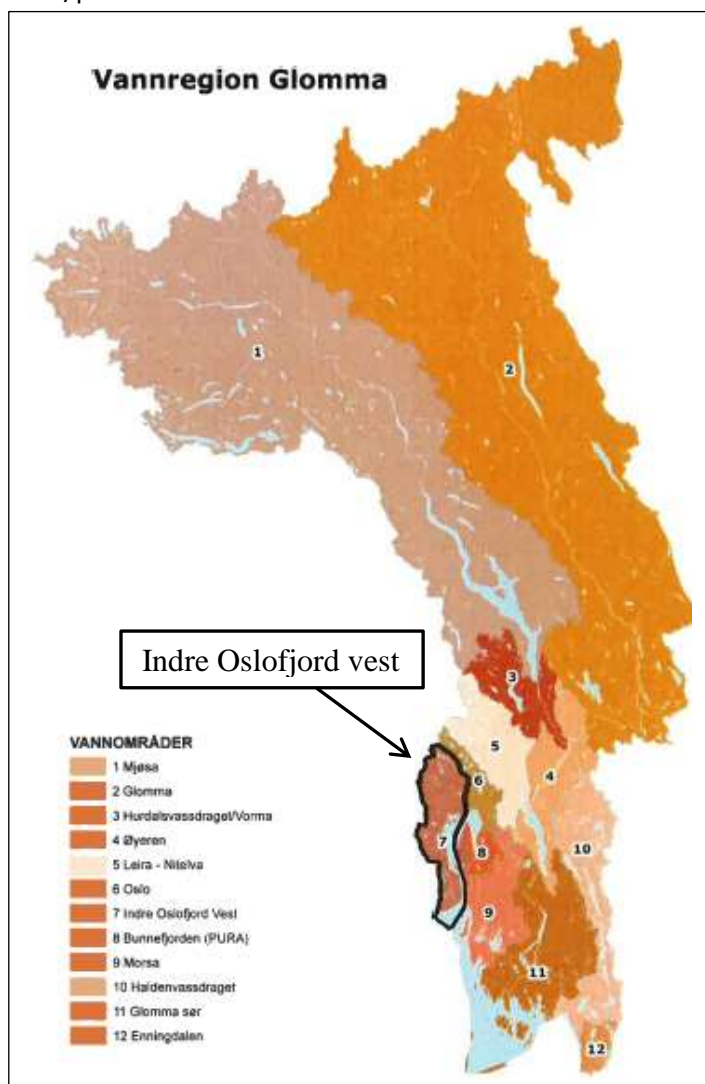 Vannregion Glomma
1
2
Indre Oslofjord vest
3
5
4
6
7
8
10
9
11
12
VANNOMRÅDER
1 Mjøsa
2 Glomma
3 Hurdalsvassdraget/Vorma
4 Øyeren
5 Leira - Nitelva
6 Oslo
7 Indre Oslofjord Vest
8 Bunnefjorden (PURA)
9 Morsa
10 Haldenvassdraget
11 Glomma sør
12 Enningdalen